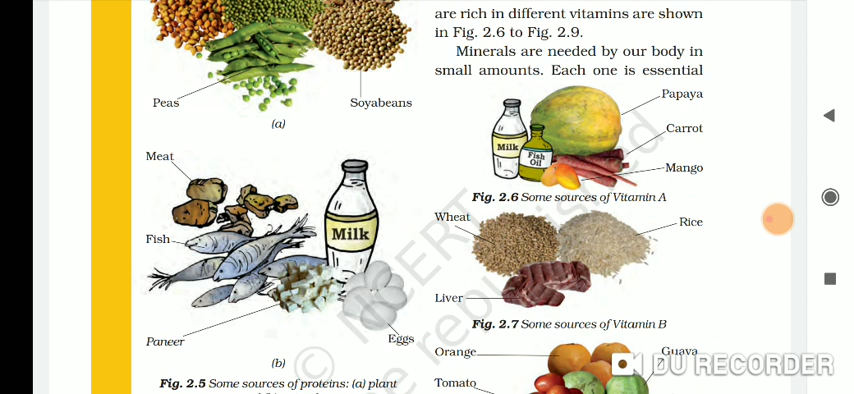 Peas
Soyabeans
(a)
Meat
Fish
Milk
Paneer
Eggs
(b)
Fig. 2.5 Some sources of proteins: (a) plant
are rich in different vitamins are shown
in Fig. 2.6 to Fig. 2.9.
Minerals are needed by our body in
small amounts. Each one is essential
Papaya
Carrot
Milk
Fish
Oil
Mango
Fig. 2.6 Some sources of Vitamin A
Wheat
Rice
Liver
Fig. 2.7 Some sources of Vitamin B
Orange
Guava
Tomato
© NCERT
DU RECORDER